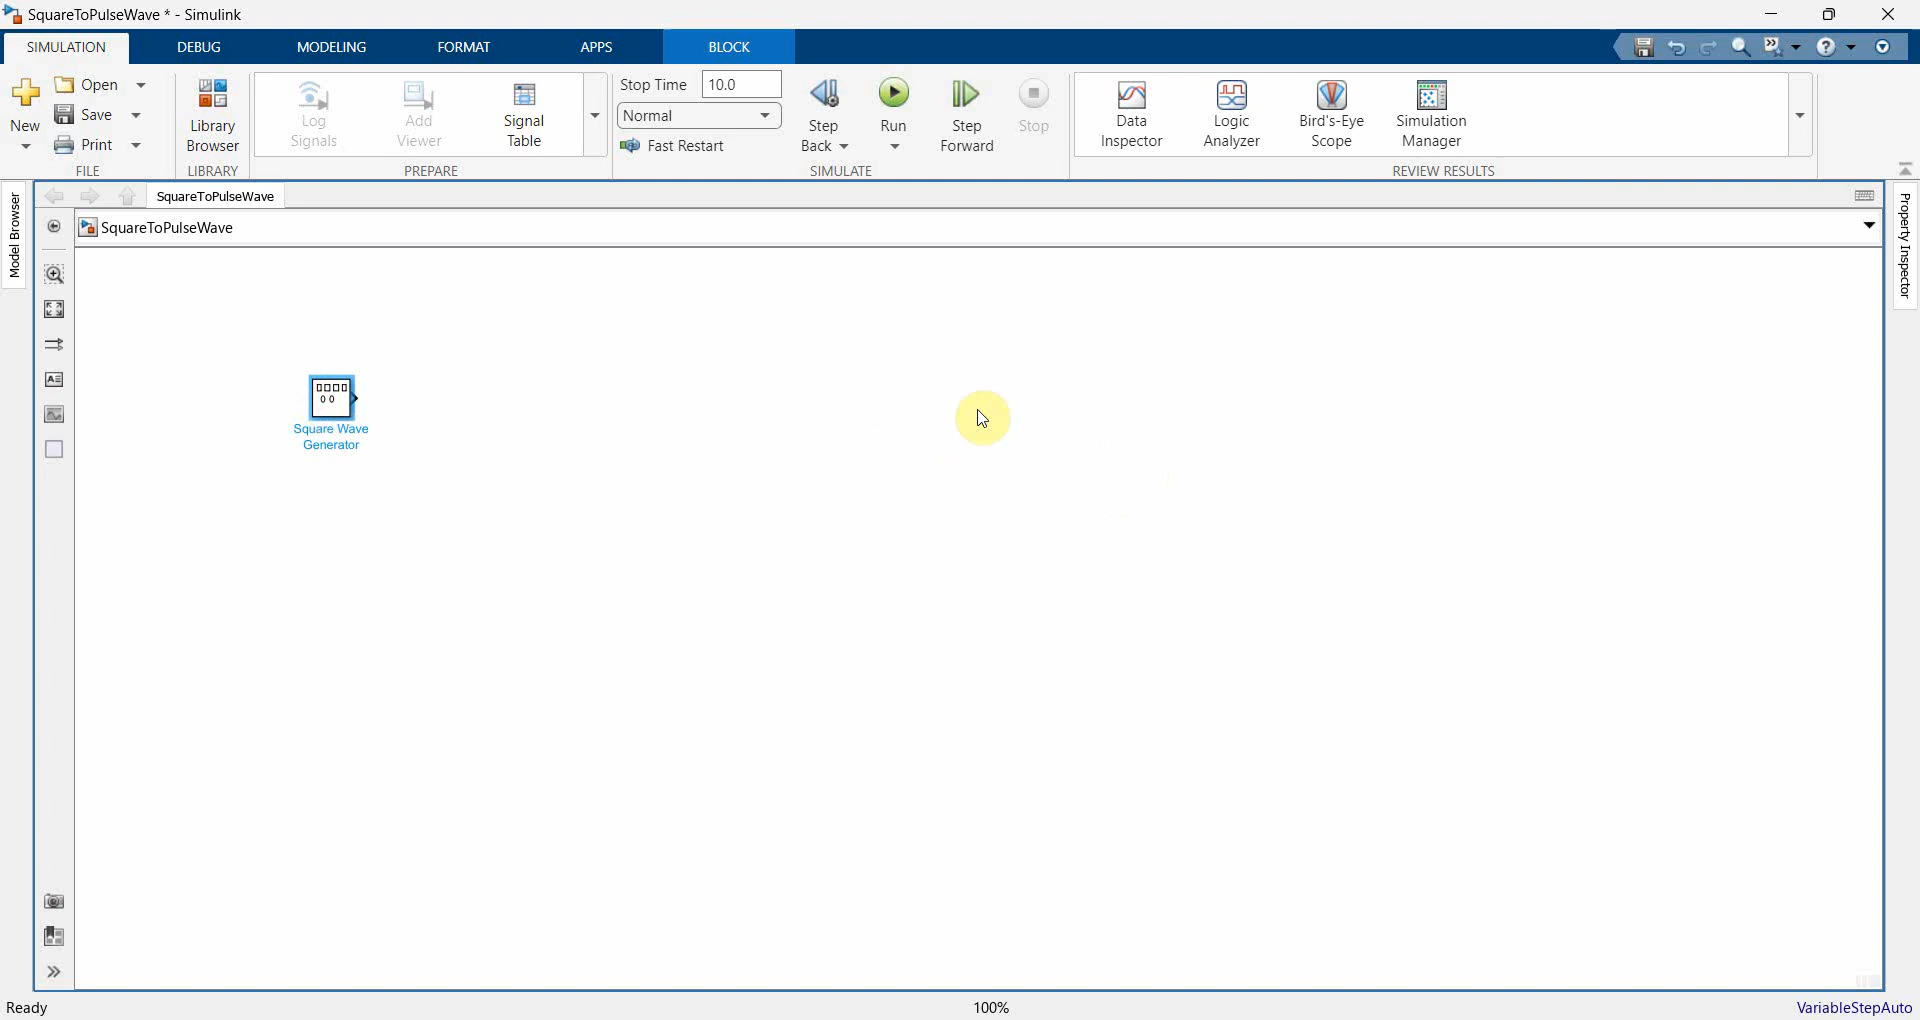 SquareToPulseWave * - Simulink
SIMULATION
DEBUG
MODELING
FORMAT
APPS
BLOCK
New
Open
Save
Print
FILE
Library
Browser
LIBRARY
Log
Signals
Add
Viewer
Signal
Table
PREPARE
Stop Time
10.0
Normal
Fast Restart
Step
Back
Run
Step
Forward
Stop
SIMULATE
Data
Inspector
Logic
Analyzer
Bird's-Eye
Scope
Simulation
Manager
REVIEW RESULTS
Model Browser
SquareToPulseWave
SquareToPulseWave
Property Inspector
Square Wave
Generator
Ready
100%
VariableStepAuto